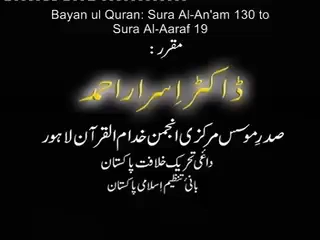 Bayan ul Quran: Sura Al-An'am 130 to
Sura Al-Aaraf 19
مقرر:
ڈاکٹر اسرار احمد
صدر مؤسس مرکزی انجمن خدام القرآن لاہور
داعی تحریک خلافت پاکستان
بانی تنظیم اسلامی پاکستان